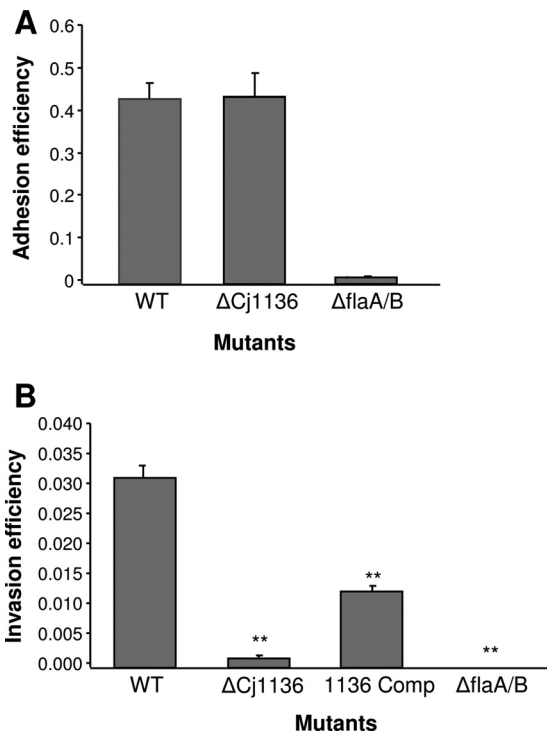 A
Adhesion efficiency
0.6
0.5
0.4
0.3
0.2
0.1
0
WT
ΔCj1136
ΔflaA/B
Mutants
B
Invasion efficiency
0.040
0.035
0.030
0.025
0.020
0.015
0.010
0.005
0.000
**
**
**
WT
ΔCj1136
1136 Comp
ΔflaA/B
Mutants